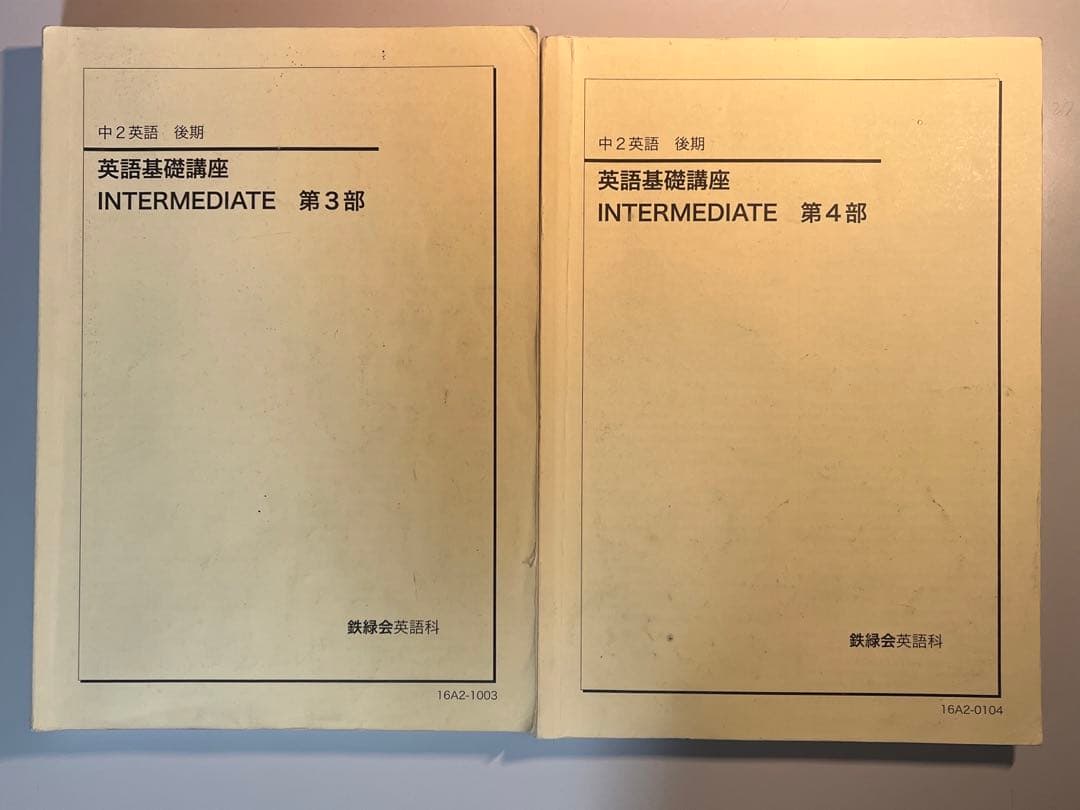 中２英語　後期
英語基礎講座
INTERMEDIATE　第３部
鉄緑会英語科
16A2-1003
中２英語　後期
英語基礎講座
INTERMEDIATE　第４部
鉄緑会英語科
16A2-0104